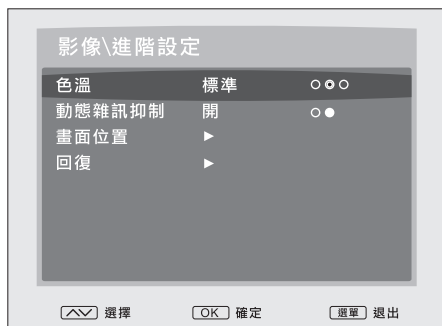 影像\進階設定
色溫 標準
動態雜訊抑制 開
畫面位置 ►
回復 ►
選擇 OK 確定 選單 退出